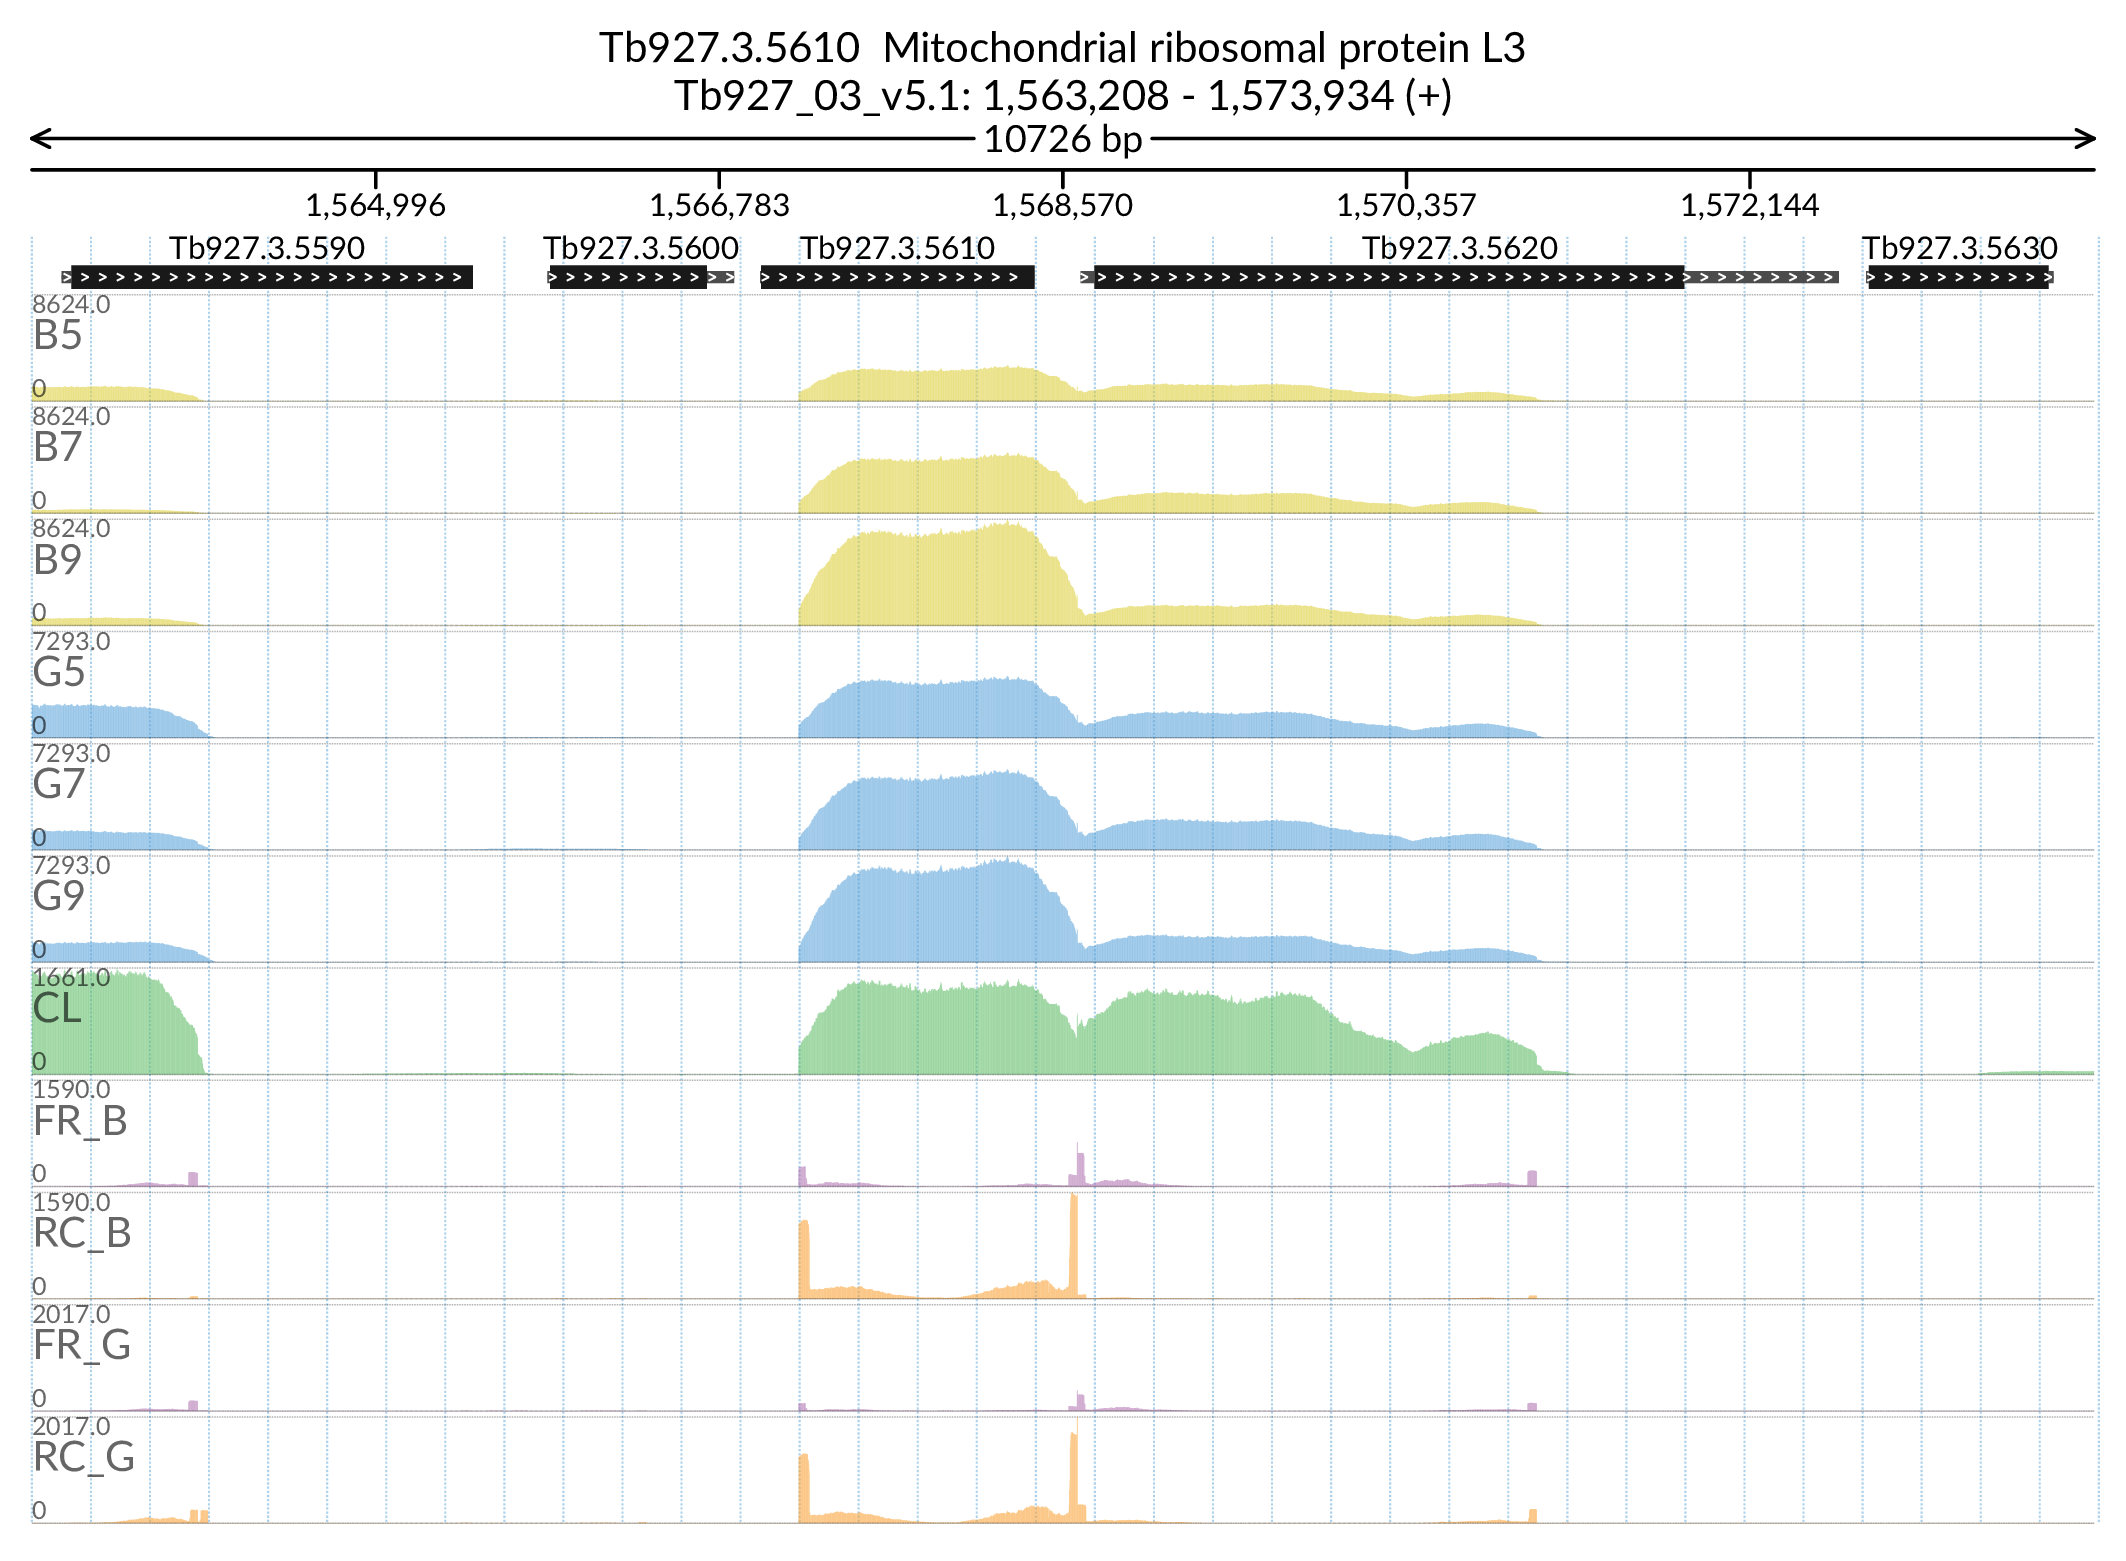 Tb927.3.5610  Mitochondrial ribosomal protein L3
Tb927_03_v5.1: 1,563,208 - 1,573,934 (+)
10726 bp
1,564,996 1,566,783 1,568,570 1,570,357 1,572,144
Tb927.3.5590 Tb927.3.5600 Tb927.3.5610 Tb927.3.5620 Tb927.3.5630
8624.0
B5
0
8624.0
B7
0
8624.0
B9
0
7293.0
G5
0
7293.0
G7
0
7293.0
G9
0
1661.0
CL
0
1590.0
FR_B
0
1590.0
RC_B
0
2017.0
FR_G
0
2017.0
RC_G
0